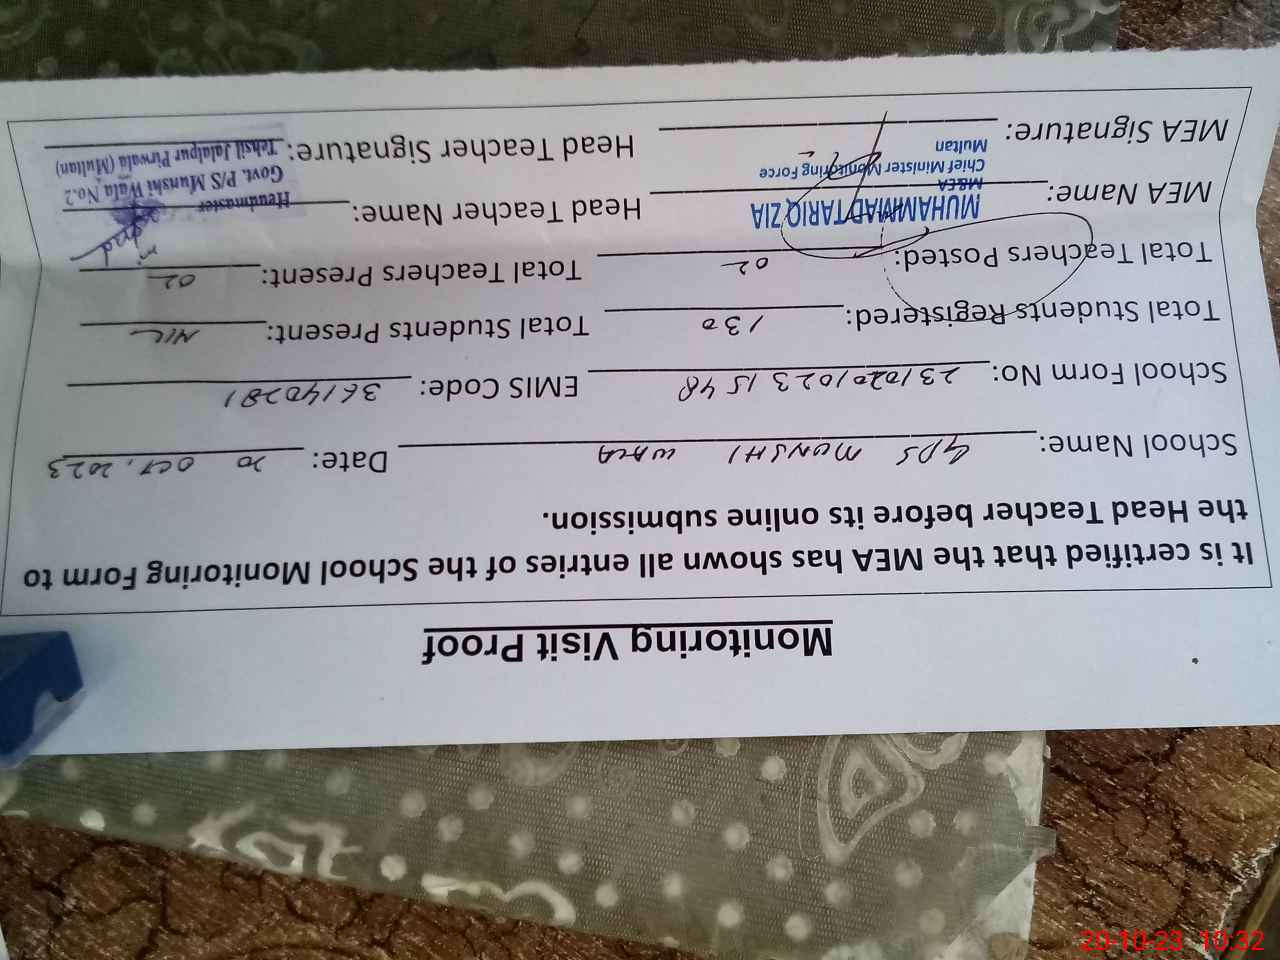 Monitoring Visit Proof
It is certified that the MEA has shown all entries of the School Monitoring Form to
the Head Teacher before its online submission.
School Name: GPS MUNSHI WALA Date: 20 OCT, 2023
School Form No: 231020102315 48 EMIS Code: 36140281
Total Students Registered: 130 Total Students Present: NIL
Total Teachers Posted: 02 Total Teachers Present: 02
MEA Name: MUHAMMAD TARIQ ZIA Head Teacher Name:
M&EA
Chief Minister Monitoring Force
Multan
Headmaster
Govt. P/S Munshi Wala No.2
Tehsil Jalalpur Pirwala (Multan)
MEA Signature: Head Teacher Signature:
20-10-23 10:32